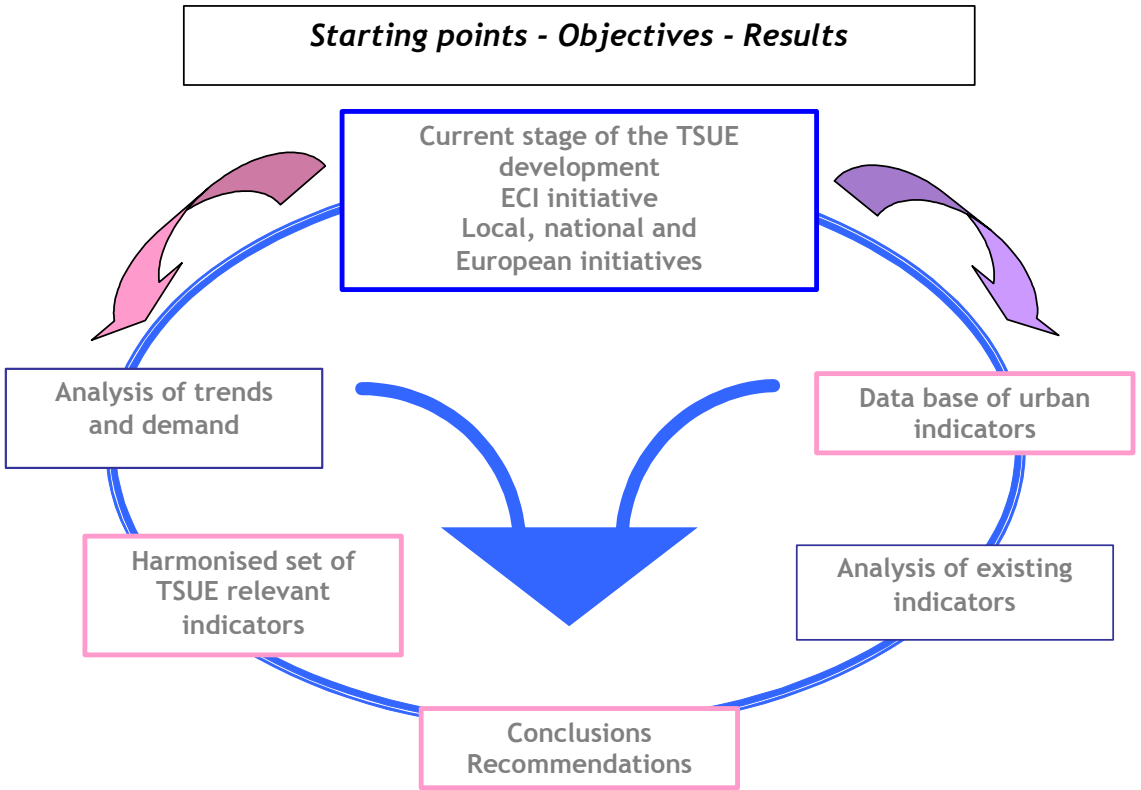 Starting points - Objectives - Results
Current stage of the TSUE
development
ECI initiative
Local, national and
European initiatives
Analysis of trends
and demand
Data base of urban
indicators
Harmonised set of
TSUE relevant
indicators
Analysis of existing
indicators
Conclusions
Recommendations